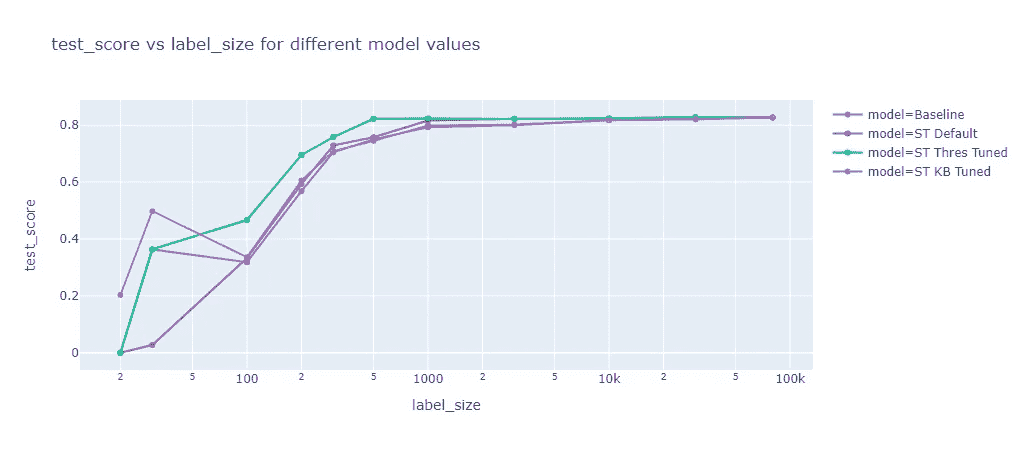 test_score vs label_size for different model values
model=Baseline
model=ST Default
model=ST Thres Tuned
model=ST KB Tuned
0.8
0.6
0.4
0.2
0
test_score
2 5 100 2 5 1000 2 5 10k 2 5 100k
label_size